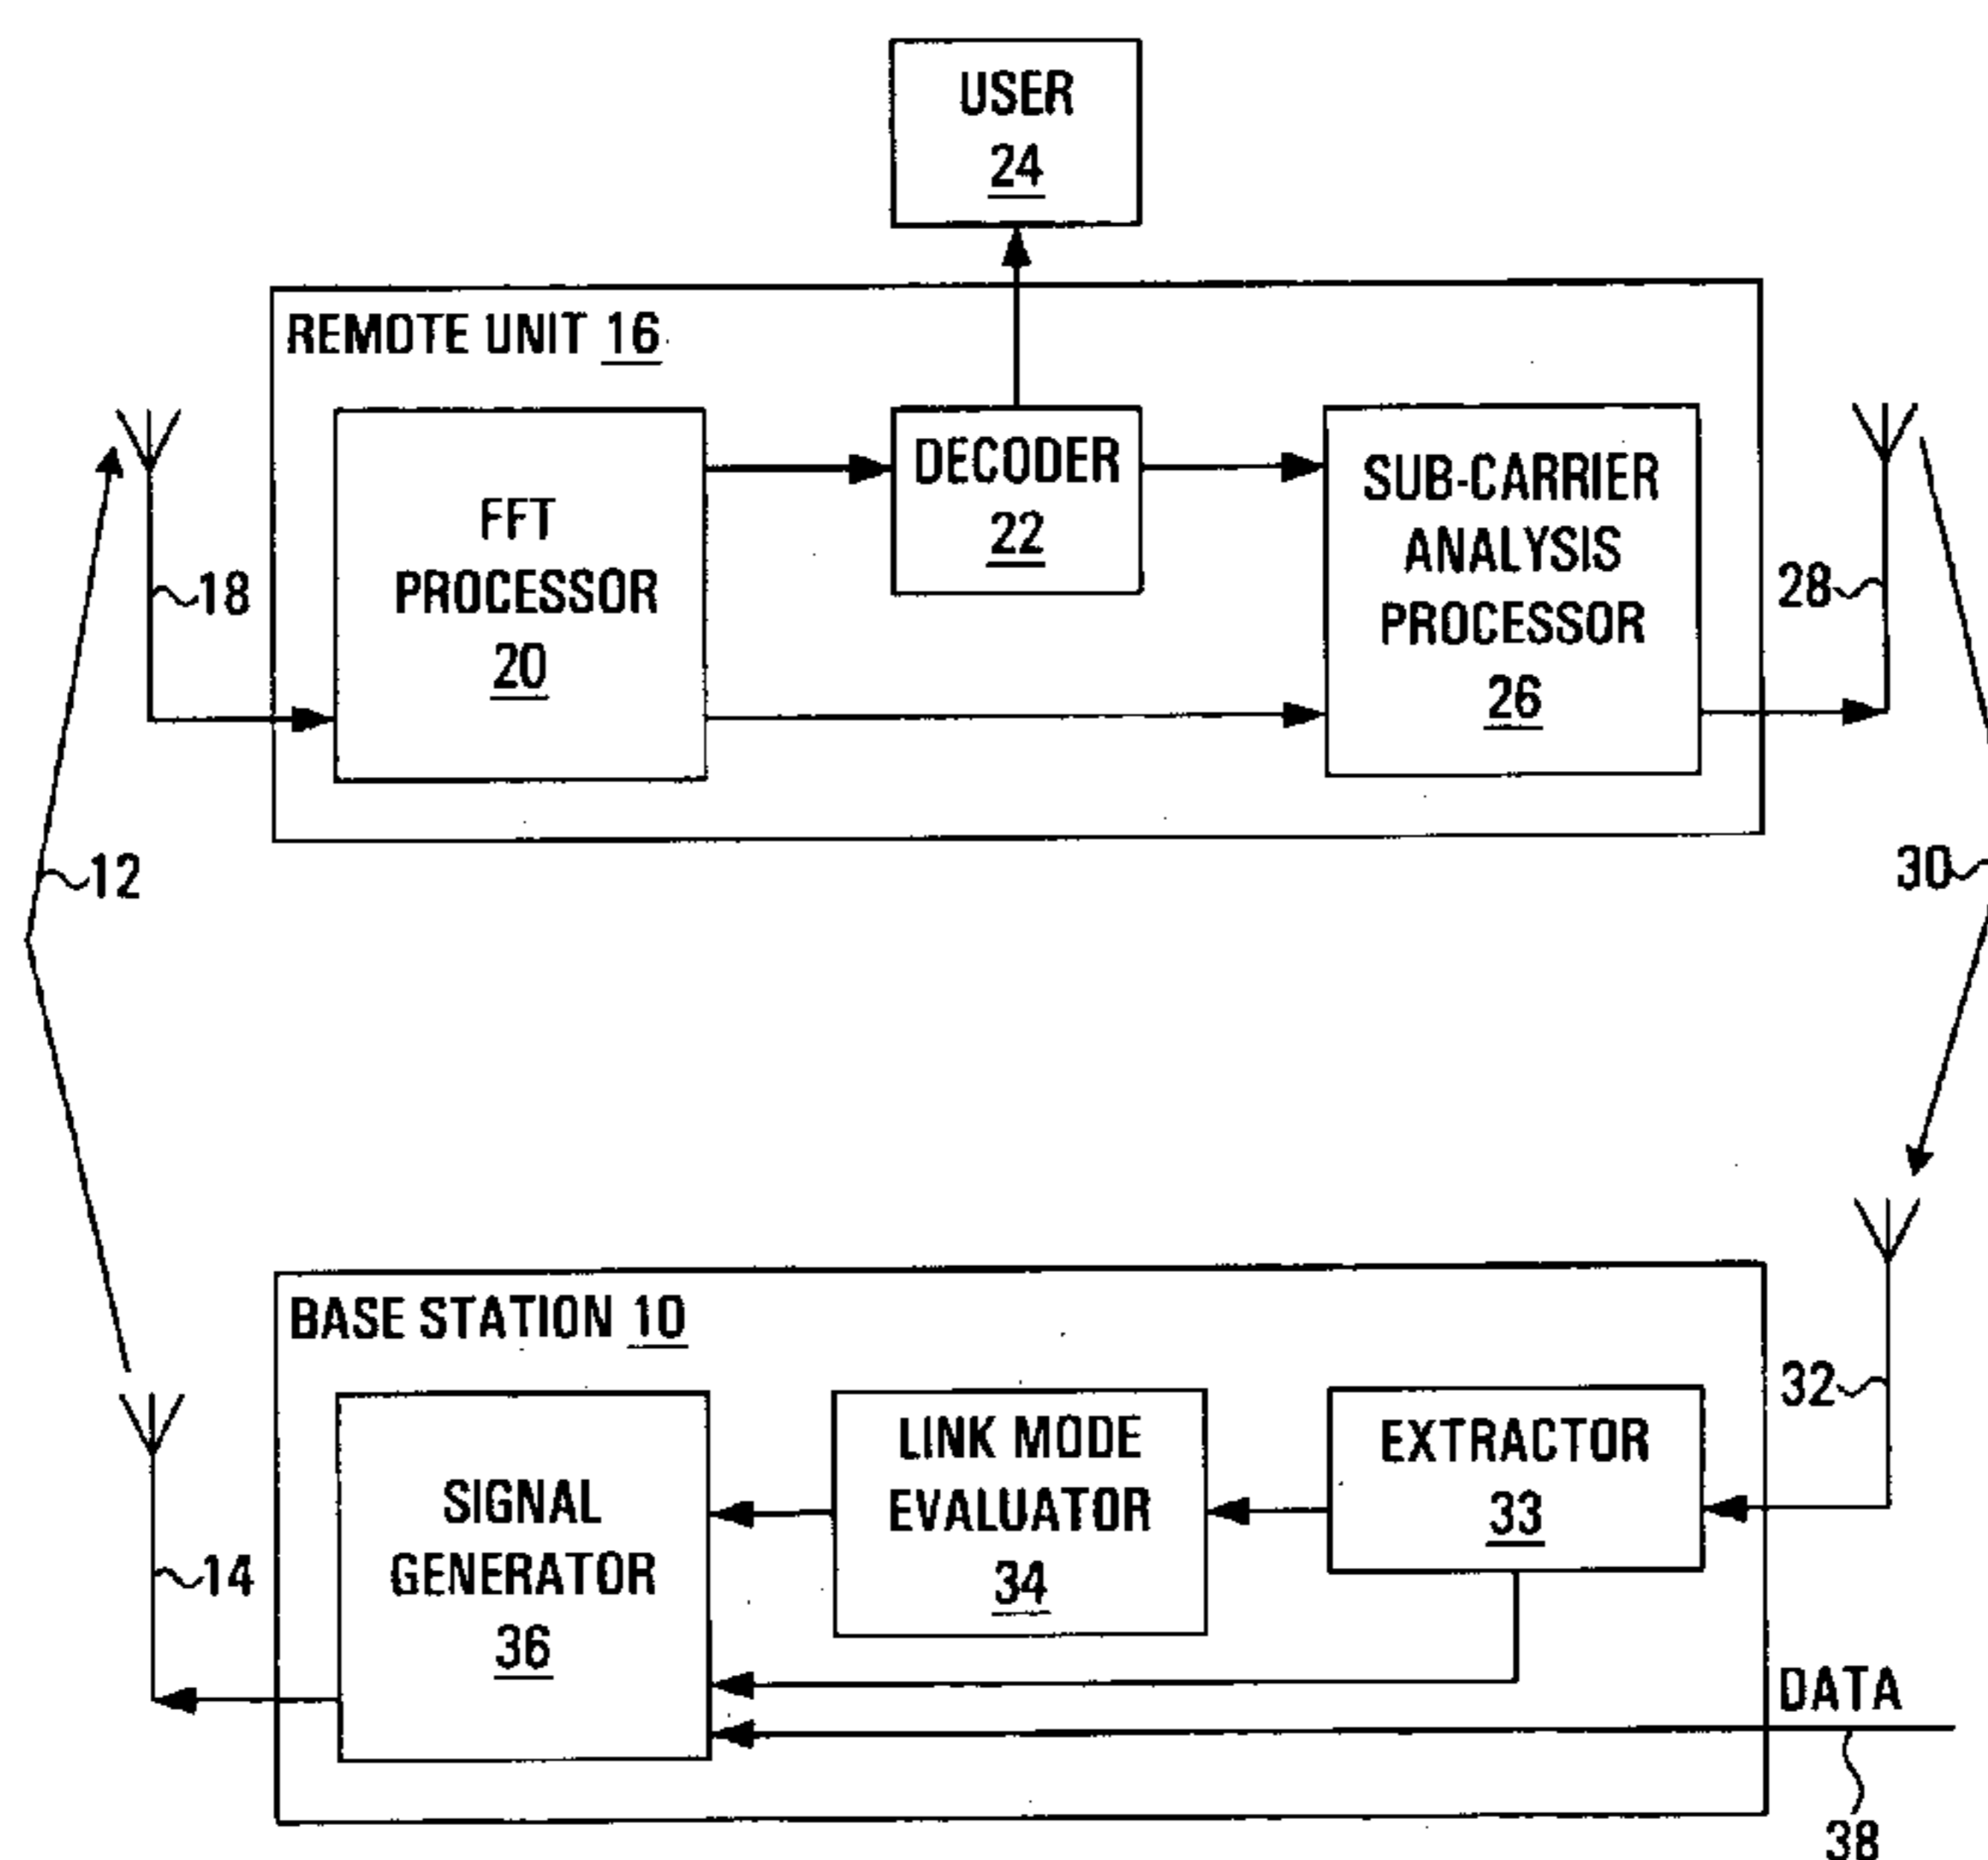 USER
24
REMOTE UNIT 16
FFT
PROCESSOR
20
DECODER
22
SUB-CARRIER
ANALYSIS
PROCESSOR
26
18
28
12
30
BASE STATION 10
SIGNAL
GENERATOR
36
LINK MODE
EVALUATOR
34
EXTRACTOR
33
32
14
DATA
38